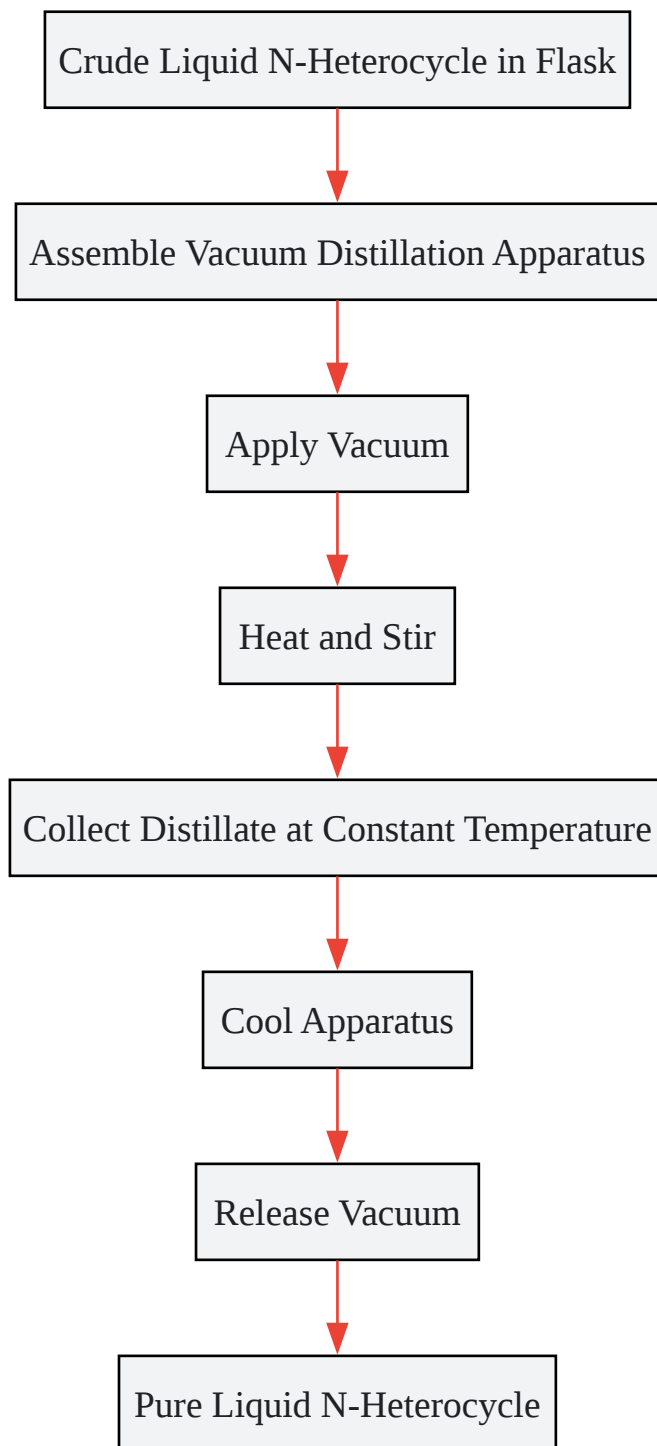 Crude Liquid N-Heterocycle in Flask
Assemble Vacuum Distillation Apparatus
Apply Vacuum
Heat and Stir
Collect Distillate at Constant Temperature
Cool Apparatus
Release Vacuum
Pure Liquid N-Heterocycle